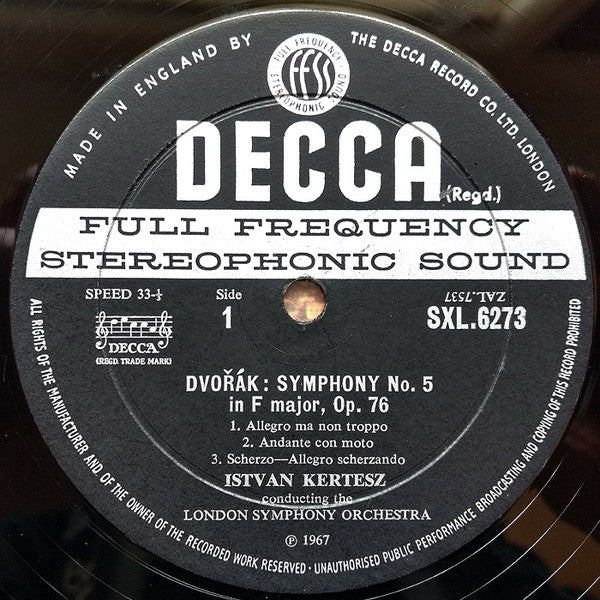 MADE IN ENGLAND BY
FULL FREQUENCY
FFSS
STEREOPHONIC SOUND
THE DECCA RECORD CO. LTD. LONDON
DECCA
(Regd.)
FULL FREQUENCY
STEREOPHONIC SOUND
SPEED 33-⅓
Side
1
ZAL.7537
SXL.6273
DECCA
(REGD. TRADE MARK)
DVOŘÁK: SYMPHONY No. 5
in F major, Op. 76
1. Allegro ma non troppo
2. Andante con moto
3. Scherzo—Allegro scherzando
ISTVAN KERTESZ
conducting the
LONDON SYMPHONY ORCHESTRA
℗ 1967
ALL RIGHTS OF THE MANUFACTURER AND OF THE OWNER OF THE RECORDED WORK RESERVED · UNAUTHORISED PUBLIC PERFORMANCE BROADCASTING AND COPYING OF THIS RECORD PROHIBITED